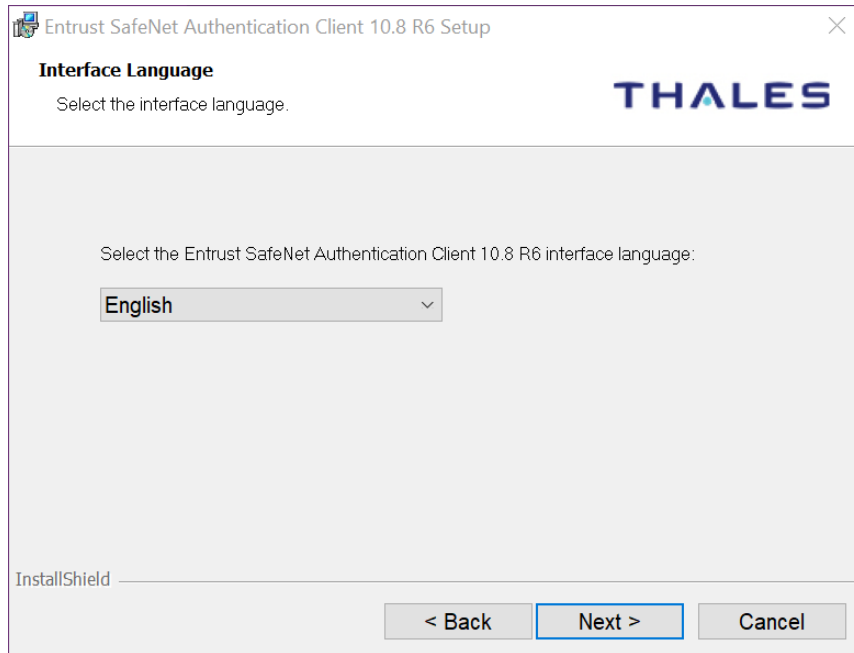 Entrust SafeNet Authentication Client 10.8 R6 Setup
Interface Language
Select the interface language.
THALES
Select the Entrust SafeNet Authentication Client 10.8 R6 interface language:
English
InstallShield
< Back
Next >
Cancel